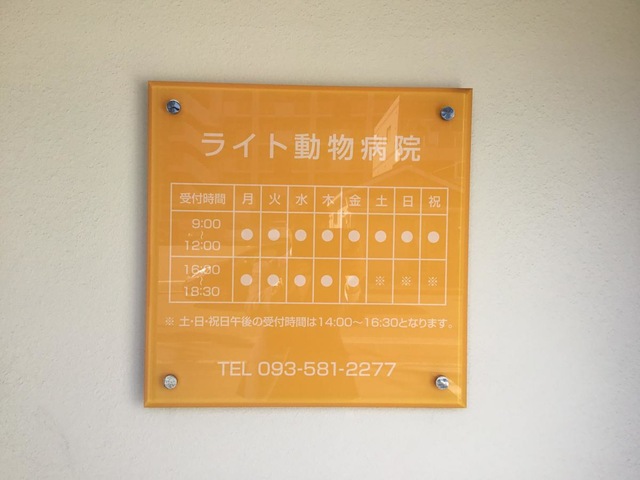 ライト動物病院
受付時間 月 火 水 木 金 土 日 祝
9:00 〜 12:00 ● ● ● ● ● ● ● ●
16:00 〜 18:30 ● ● ● ● ● ※ ※ ※
※ 土・日・祝日午後の受付時間は14:00〜16:30となります。
TEL 093-581-2277